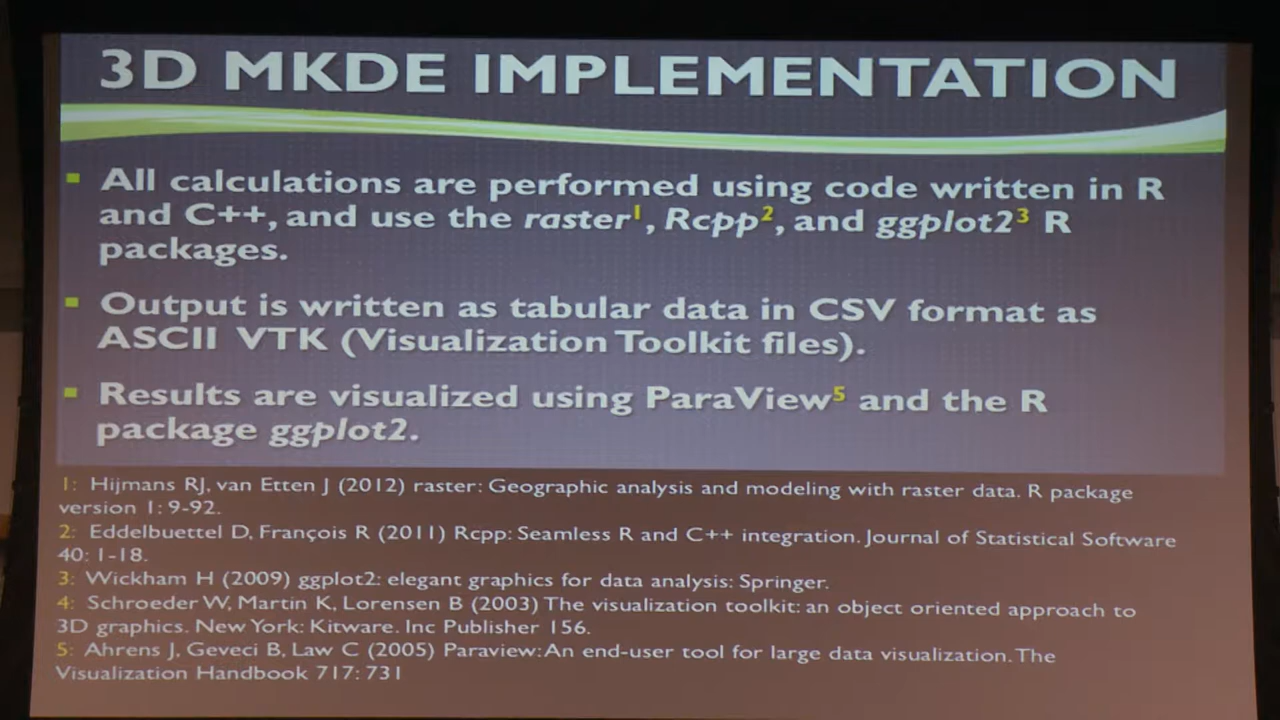 3D MKDE IMPLEMENTATION
All calculations are performed using code written in R
and C++, and use the raster1, Rcpp2, and ggplot23 R
packages.
Output is written as tabular data in CSV format as
ASCII VTK (Visualization Toolkit files).
Results are visualized using ParaView5 and the R
package ggplot2.
1: Hijmans RJ, van Etten J (2012) raster: Geographic analysis and modeling with raster data. R package
version 1: 9-92.
2: Eddelbuettel D, François R (2011) Rcpp: Seamless R and C++ integration. Journal of Statistical Software
40: 1-18.
3: Wickham H (2009) ggplot2: elegant graphics for data analysis: Springer.
4: Schroeder W, Martin K, Lorensen B (2003) The visualization toolkit: an object oriented approach to
3D graphics. New York: Kitware. Inc Publisher 156.
5: Ahrens J, Geveci B, Law C (2005) Paraview: An end-user tool for large data visualization. The
Visualization Handbook 717: 731